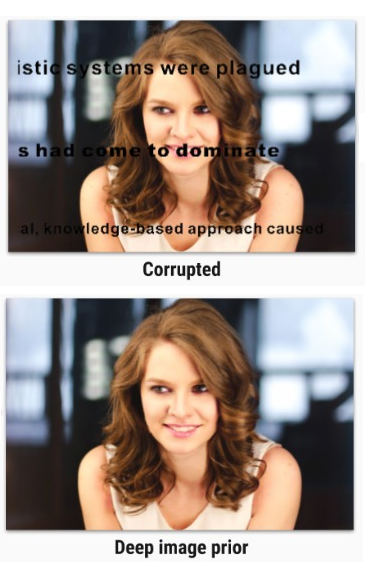 istic systems were plagued
s had come to dominate
al, knowledge-based approach caused
Corrupted
Deep image prior